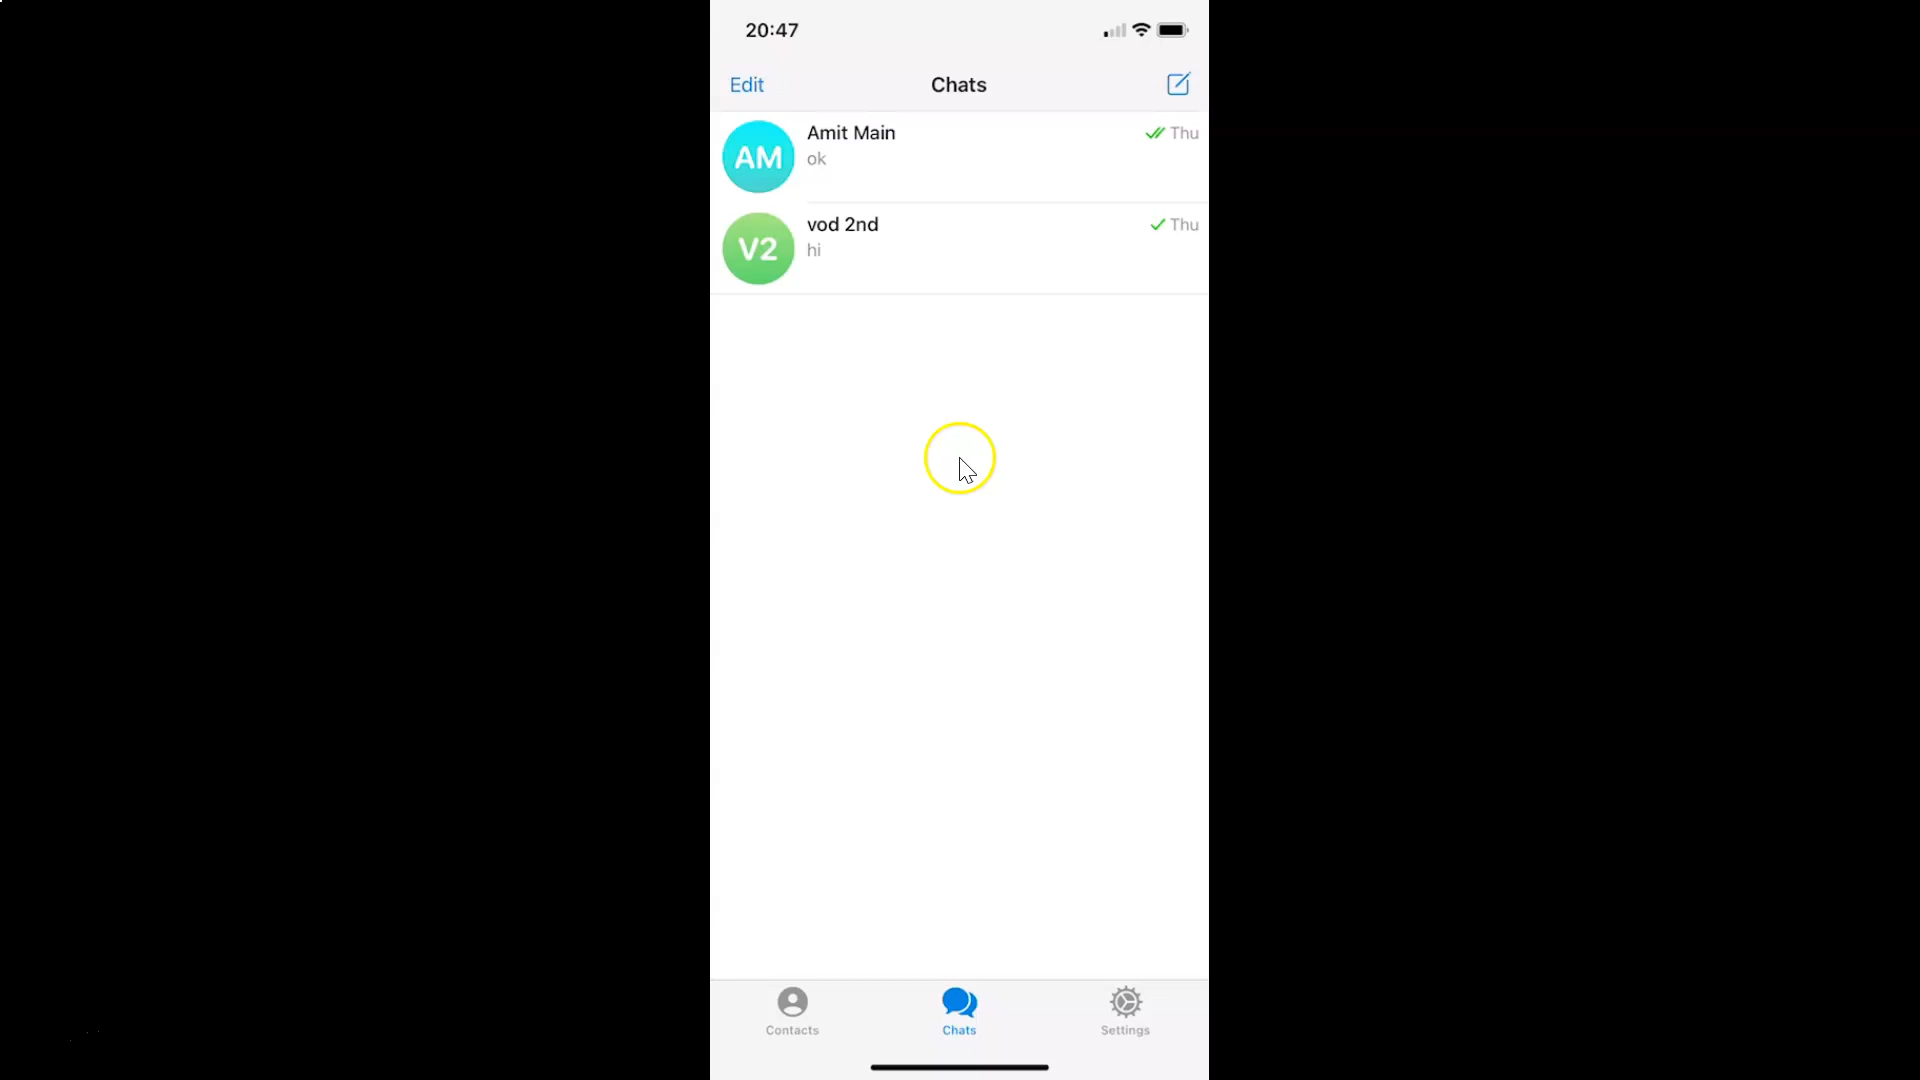 20:47
Edit
Chats
AM
Amit Main
Thu
ok
V2
vod 2nd
Thu
hi
Contacts
Chats
Settings